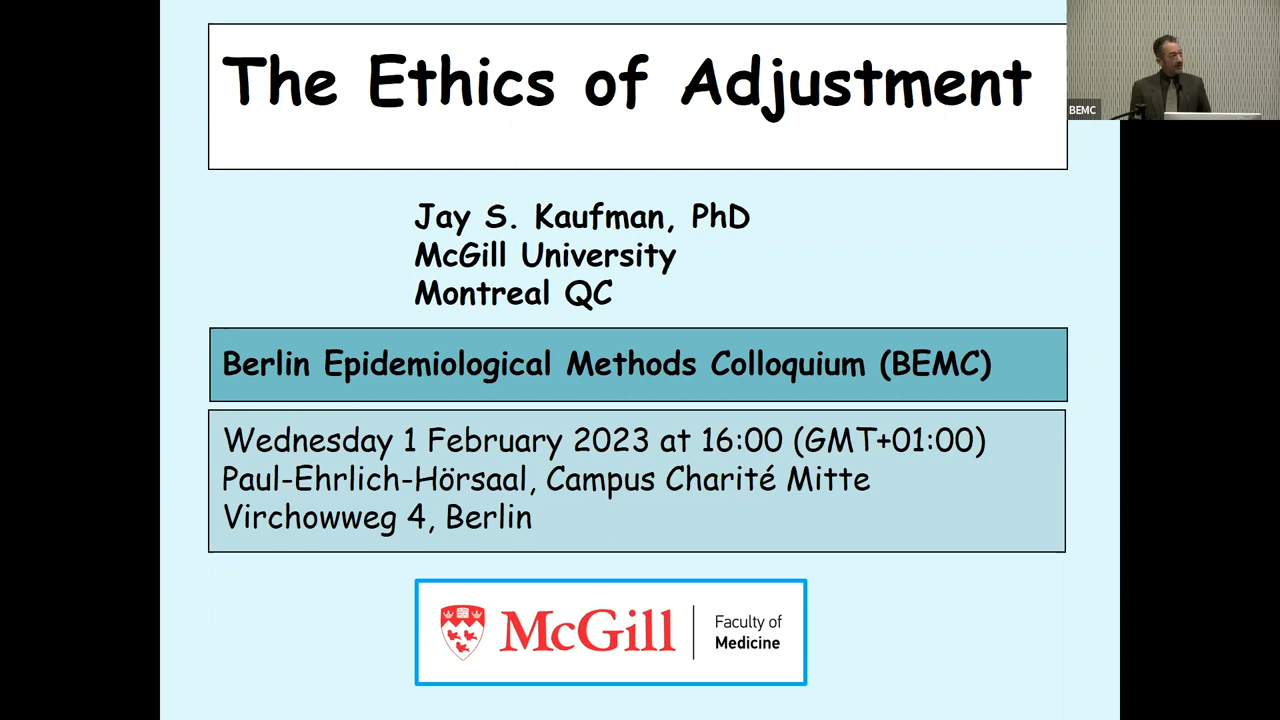 The Ethics of Adjustment
BEMC
Jay S. Kaufman, PhD
McGill University
Montreal QC
Berlin Epidemiological Methods Colloquium (BEMC)
Wednesday 1 February 2023 at 16:00 (GMT+01:00)
Paul-Ehrlich-Hörsaal, Campus Charité Mitte
Virchowweg 4, Berlin
McGill
Faculty of
Medicine